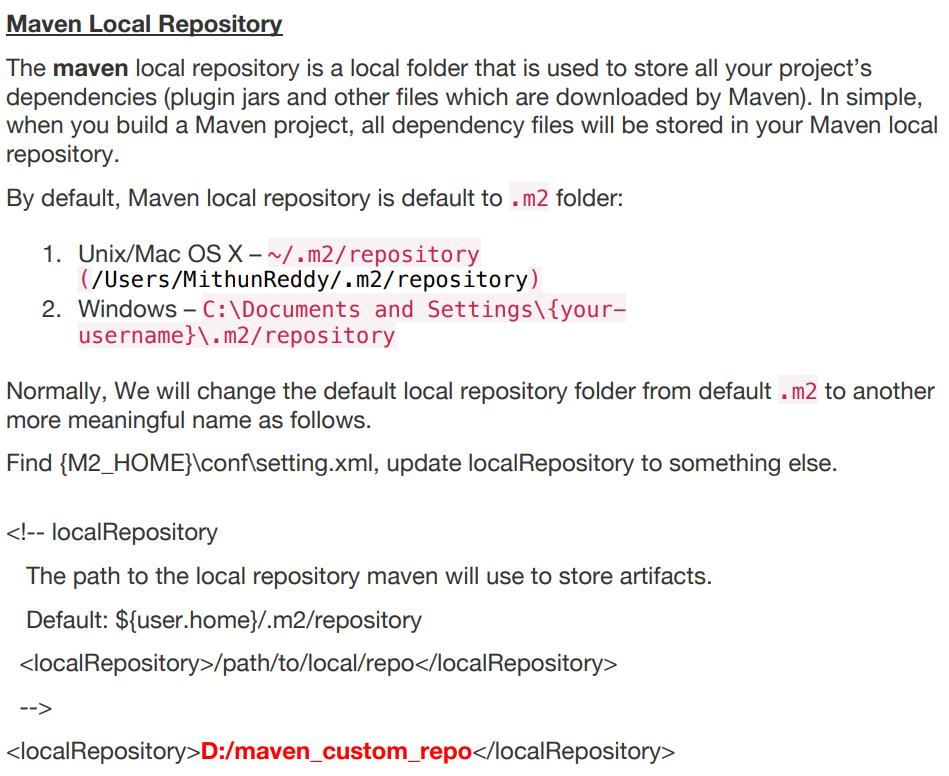 Maven Local Repository
The maven local repository is a local folder that is used to store all your project’s
dependencies (plugin jars and other files which are downloaded by Maven). In simple,
when you build a Maven project, all dependency files will be stored in your Maven local
repository.
By default, Maven local repository is default to .m2 folder:
1. Unix/Mac OS X – ~/.m2/repository
(/Users/MithunReddy/.m2/repository)
2. Windows – C:\Documents and Settings\{your-
username}\.m2/repository
Normally, We will change the default local repository folder from default .m2 to another
more meaningful name as follows.
Find {M2_HOME}\conf\setting.xml, update localRepository to something else.
<!-- localRepository
The path to the local repository maven will use to store artifacts.
Default: ${user.home}/.m2/repository
<localRepository>/path/to/local/repo</localRepository>
-->
<localRepository>D:/maven_custom_repo</localRepository>